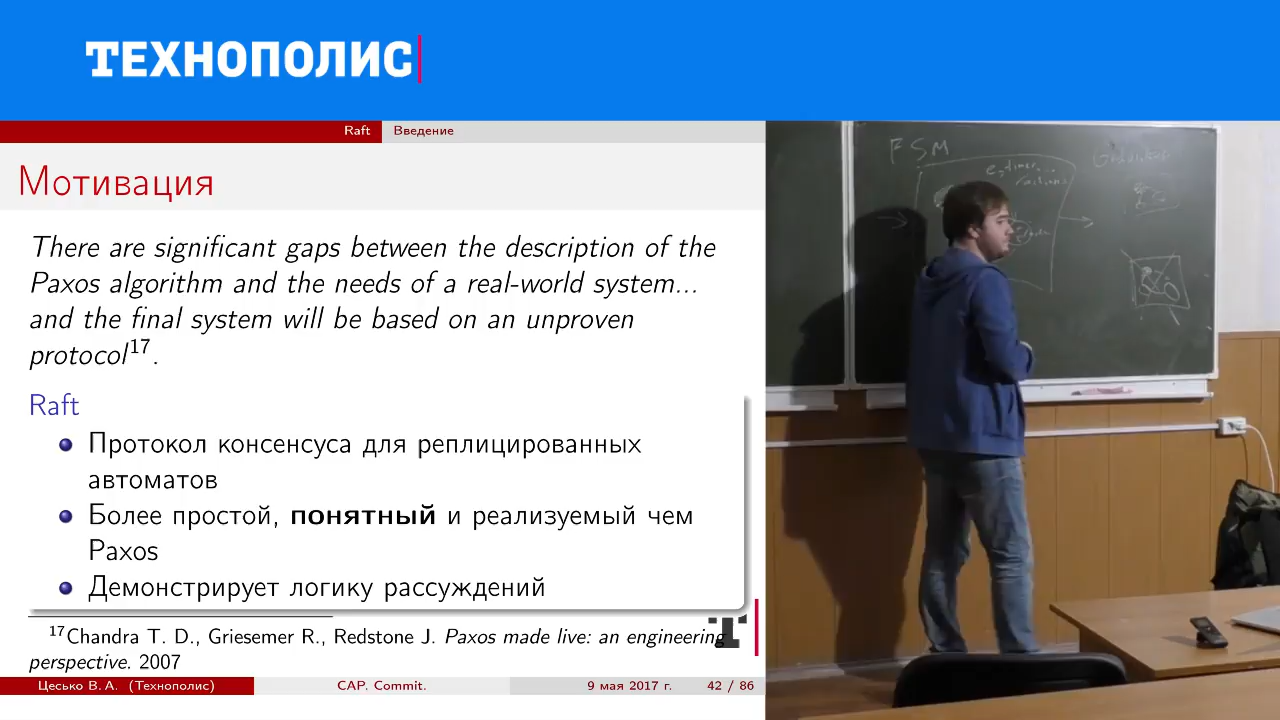 ТЕХНОПОЛИС
Raft Введение
Мотивация
There are significant gaps between the description of the
Paxos algorithm and the needs of a real-world system...
and the final system will be based on an unproven
protocol17.
Raft
Протокол консенсуса для реплицированных
автоматов
Более простой, понятный и реализуемый чем
Paxos
Демонстрирует логику рассуждений
17Chandra T. D., Griesemer R., Redstone J. Paxos made live: an engineering
perspective. 2007
Цесько В. А. (Технополис) CAP. Commit. 9 мая 2017 г. 42 / 86
FSM